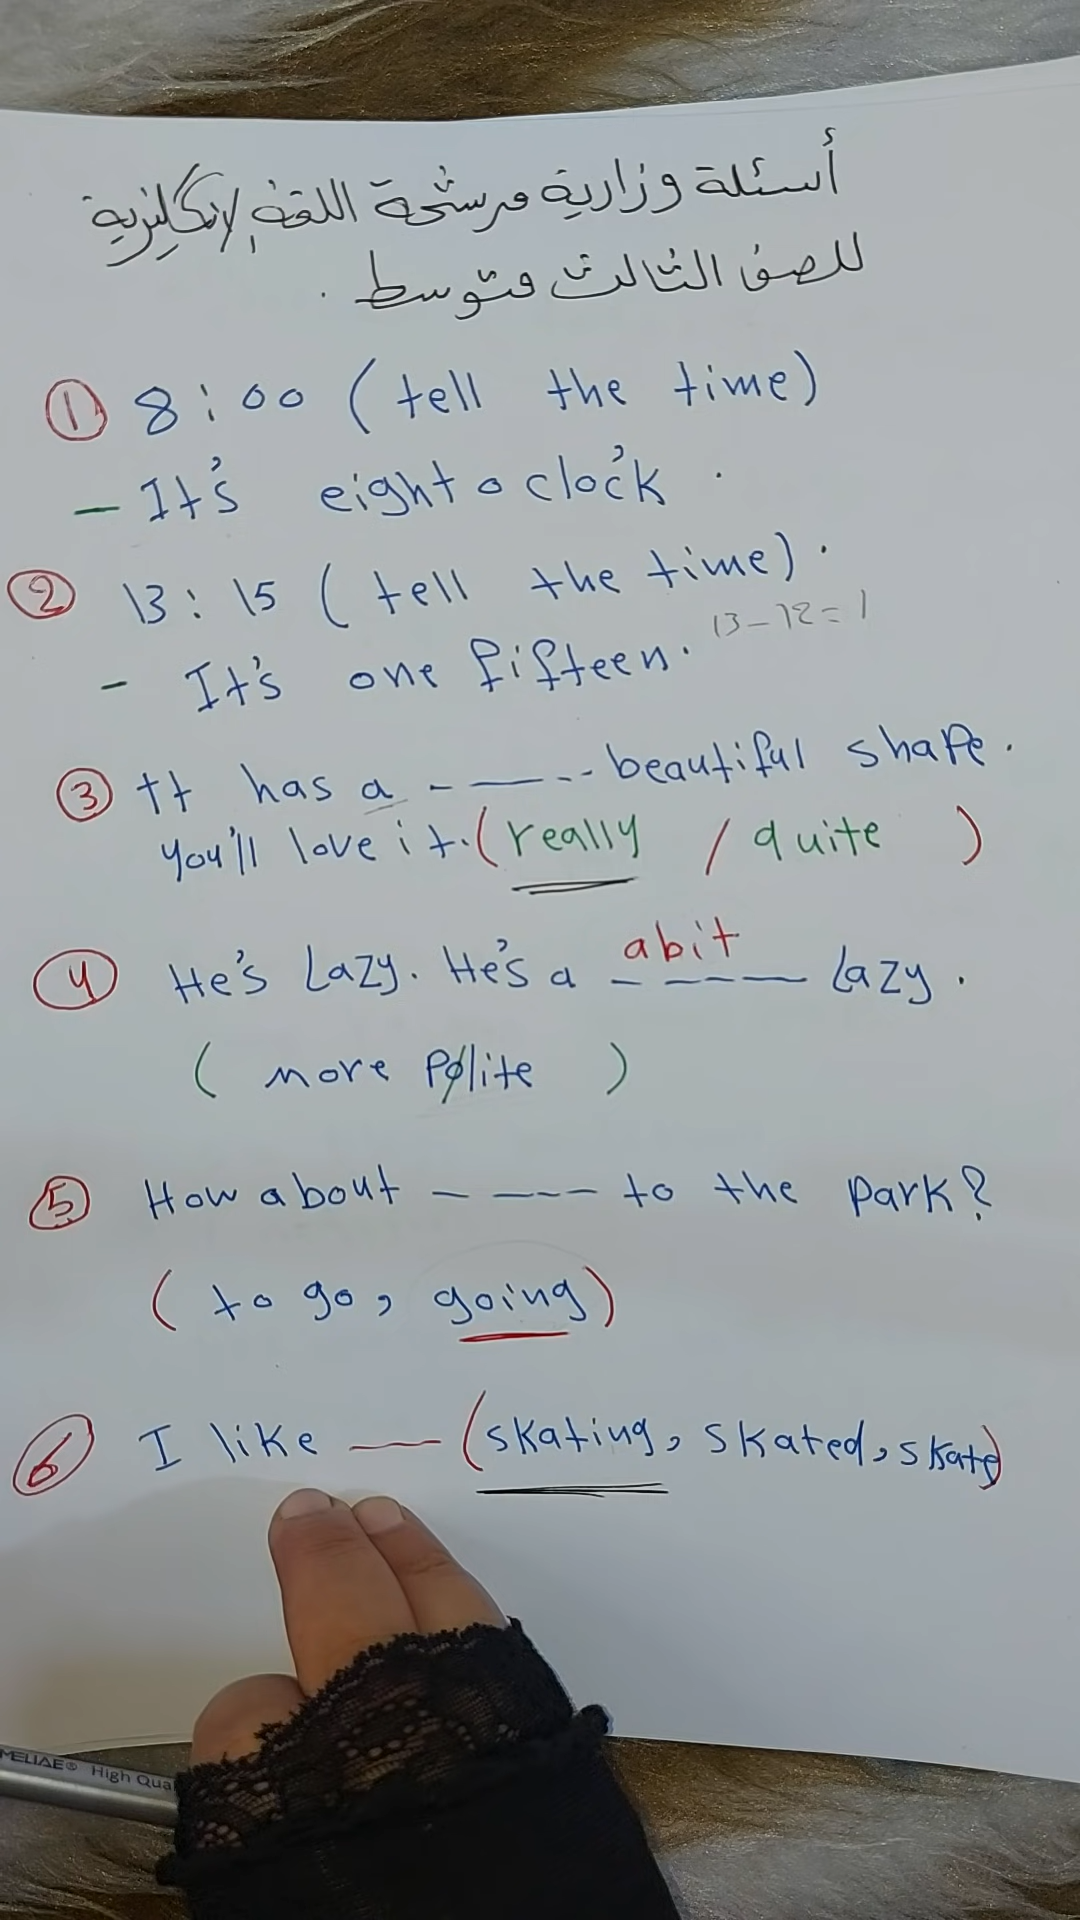 أسئلة وزارية مرشحة اللغة الإنكليزية
للصف الثالث متوسط .
① 8:00 (tell the time)
- It's eight o clo'ck .
② 13:15 (tell the time) .
13-12=1
- It's one fifteen.
③ It has a ------ beautiful shape.
you'll love it. (really / quite )
④ He's Lazy. He's a ------ Lazy .
abit
( more Polite )
⑤ How about ------ to the park?
( to go, going)
⑥ I like —— (skating, skated, skate)
MELIAE® High Qua